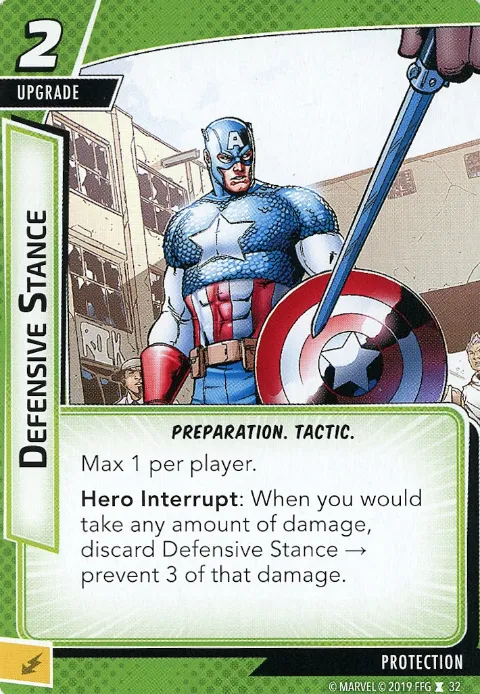 2
UPGRADE
DEFENSIVE STANCE
A
PREPARATION. TACTIC.
Max 1 per player.
Hero Interrupt: When you would
take any amount of damage,
discard Defensive Stance →
prevent 3 of that damage.
PROTECTION
© MARVEL © 2019 FFG 32